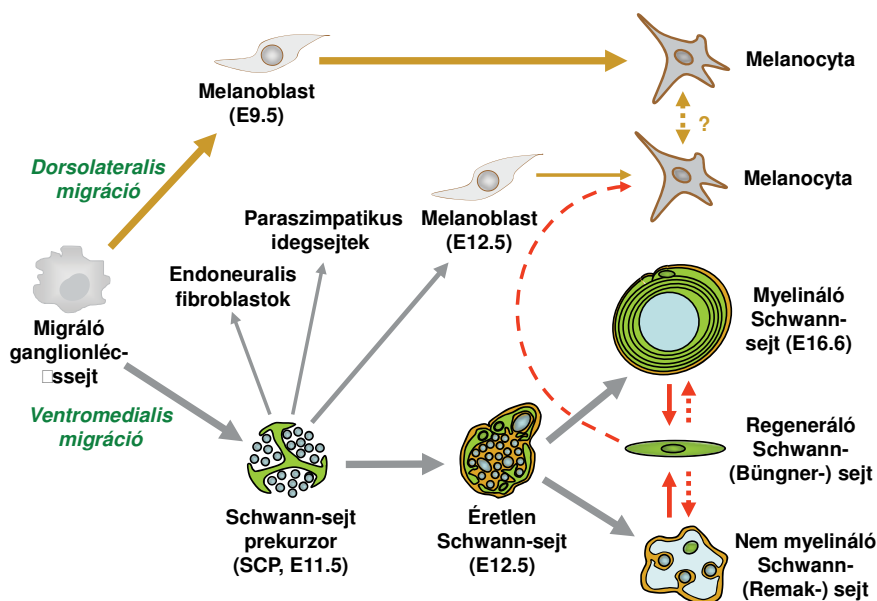 Melanoblast
(E9.5)
Melanocyta
?
Dorsolateralis
migráció
Melanocyta
Melanoblast
(E12.5)
Paraszimpatikus
idegsejtek
Endoneuralis
fibroblastok
Migráló
ganglionléc-
□ssejt
Ventromedialis
migráció
Myelináló
Schwann-
sejt (E16.6)
Regeneráló
Schwann-
(Büngner-) sejt
Schwann-sejt
prekurzor
(SCP, E11.5)
Éretlen
Schwann-sejt
(E12.5)
Nem myelináló
Schwann-
(Remak-) sejt